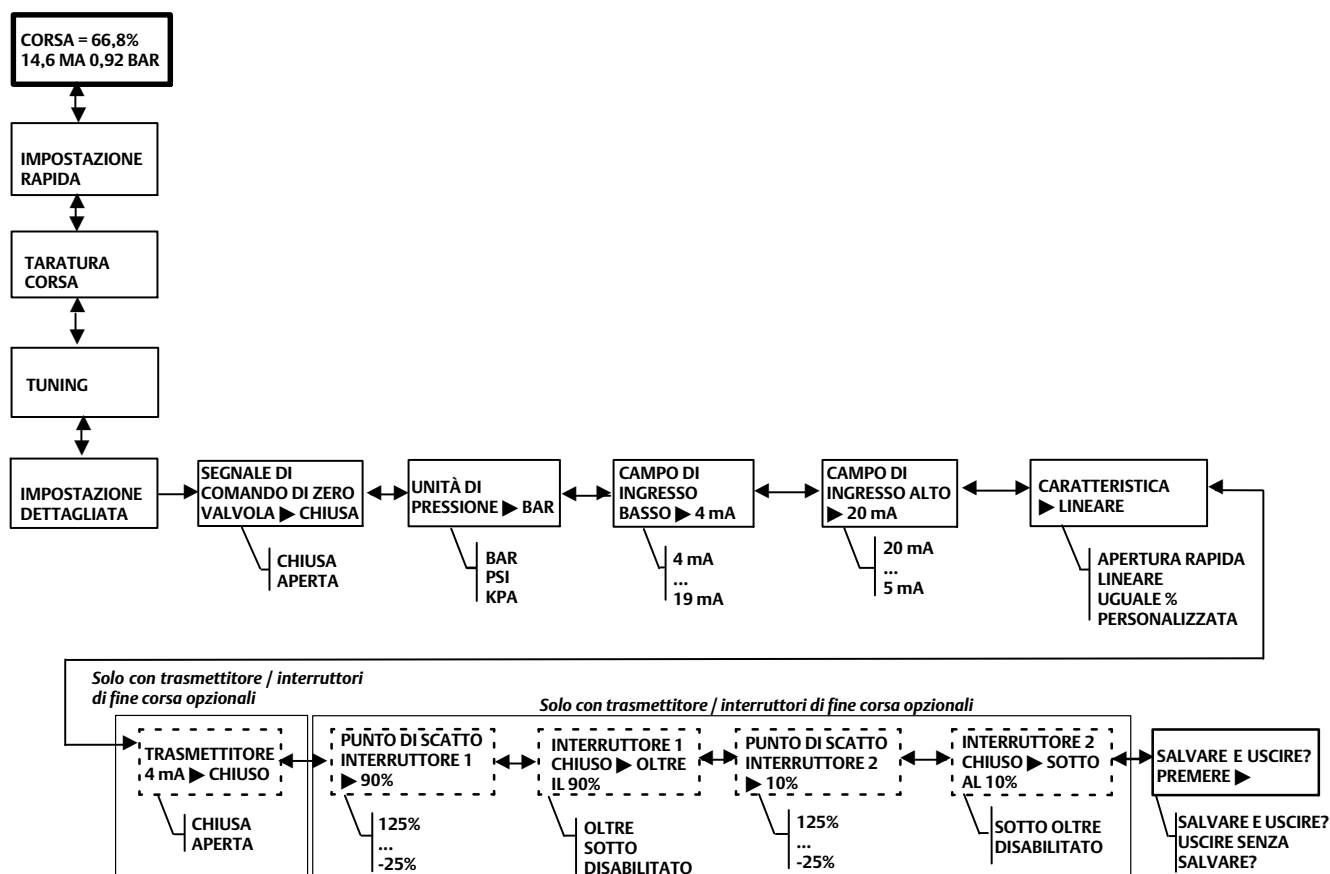 CORSA = 66,8%
14,6 MA 0,92 BAR
IMPOSTAZIONE
RAPIDA
TARATURA
CORSA
TUNING
IMPOSTAZIONE
DETTAGLIATA
SEGNALE DI
COMANDO DI ZERO
VALVOLA ▶ CHIUSA
CHIUSA
APERTA
UNITÀ DI
PRESSIONE ▶ BAR
BAR
PSI
KPA
CAMPO DI
INGRESSO
BASSO ▶ 4 mA
4 mA
...
19 mA
CAMPO DI
INGRESSO ALTO
▶ 20 mA
20 mA
...
5 mA
CARATTERISTICA
▶ LINEARE
APERTURA RAPIDA
LINEARE
UGUALE %
PERSONALIZZATA
Solo con trasmettitore / interruttori
di fine corsa opzionali
TRASMETTITORE
4 mA ▶ CHIUSO
CHIUSA
APERTA
Solo con trasmettitore / interruttori di fine corsa opzionali
PUNTO DI SCATTO
INTERRUTTORE 1
▶ 90%
125%
...
-25%
INTERRUTTORE 1
CHIUSO ▶ OLTRE
IL 90%
OLTRE
SOTTO
DISABILITATO
PUNTO DI SCATTO
INTERRUTTORE 2
▶ 10%
125%
...
-25%
INTERRUTTORE 2
CHIUSO ▶ SOTTO
AL 10%
SOTTO OLTRE
DISABILITATO
SALVARE E USCIRE?
PREMERE ▶
SALVARE E USCIRE?
USCIRE SENZA
SALVARE?